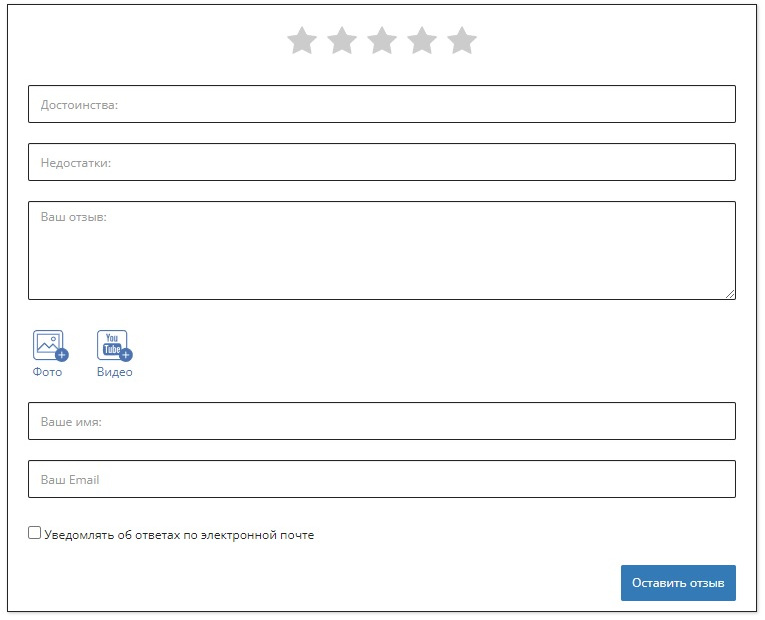 Достоинства:
Недостатки:
Ваш отзыв:
You
Tube
Фото
Видео
Ваше имя:
Ваш Email
Уведомлять об ответах по электронной почте
Оставить отзыв